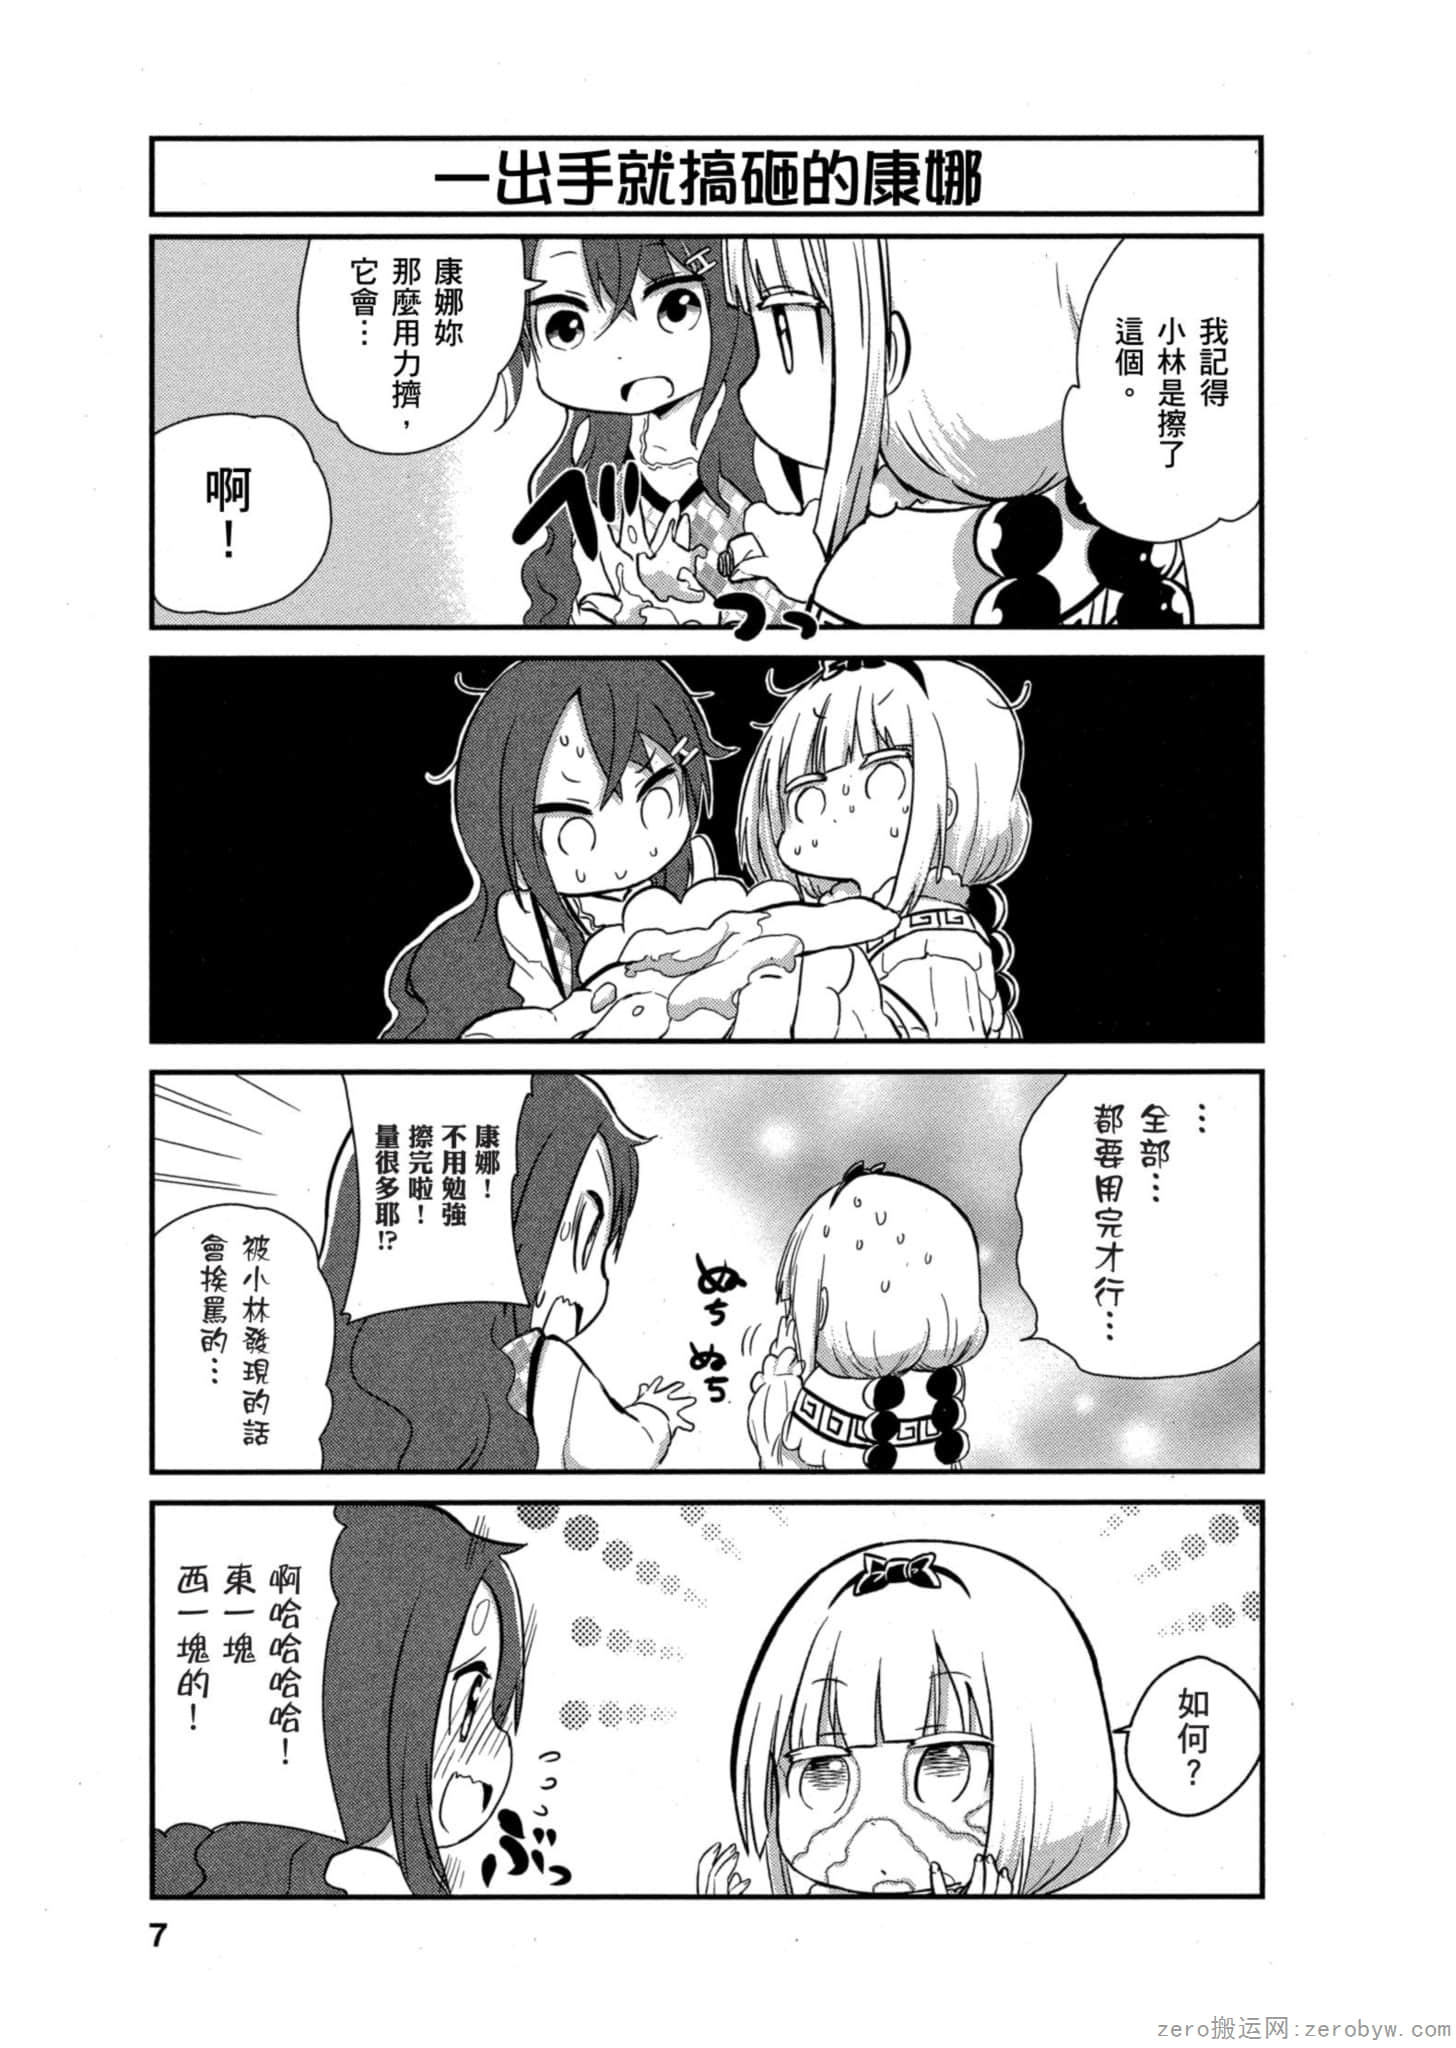 一出手就搞砸的康娜
我記得
小林是擦了
這個。
康娜妳
那麼用力擠，
它會…
啊！
べ゙
っ
…
全部…
都要用完才行…
康娜！
不用勉強
擦完啦！
量很多耶!?
被小林發現的話
會挨罵的…
ぬち
ぬち
如何？
啊哈哈哈哈！
東一塊
西一塊的！
ぶっ
7
zero搬运网:zerobyw.com